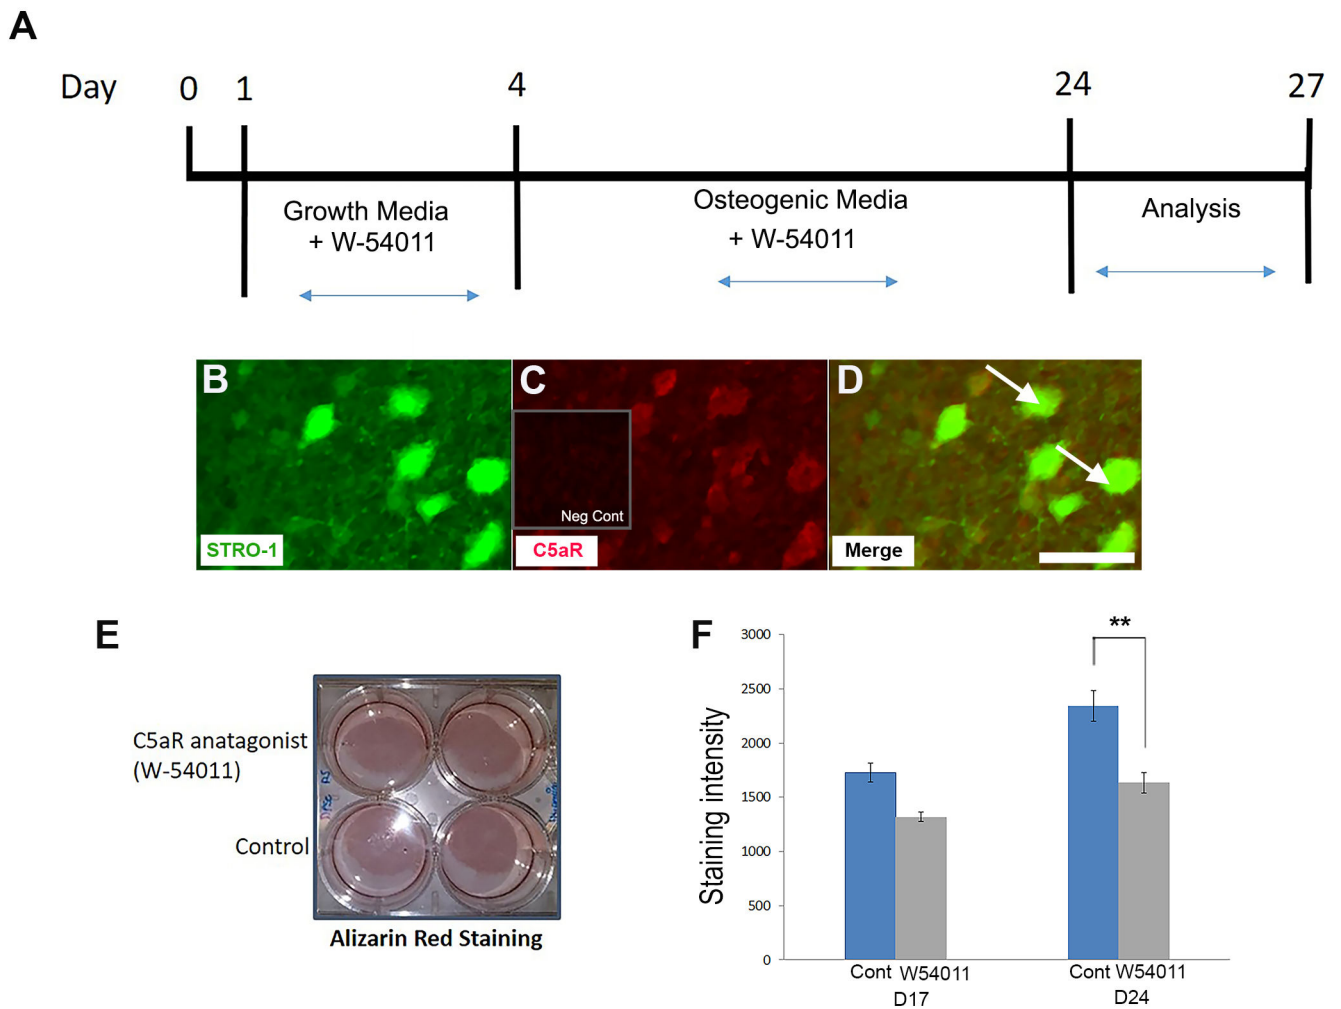 A
Day 0 1 4 24 27
Growth Media
+ W-54011
Osteogenic Media
+ W-54011
Analysis
B
C
D
Neg Cont
STRO-1
C5aR
Merge
E
C5aR anatagonist
(W-54011)
Control
Alizarin Red Staining
F
**
Staining intensity
3000
2500
2000
1500
1000
500
0
Cont W54011
D17
Cont W54011
D24